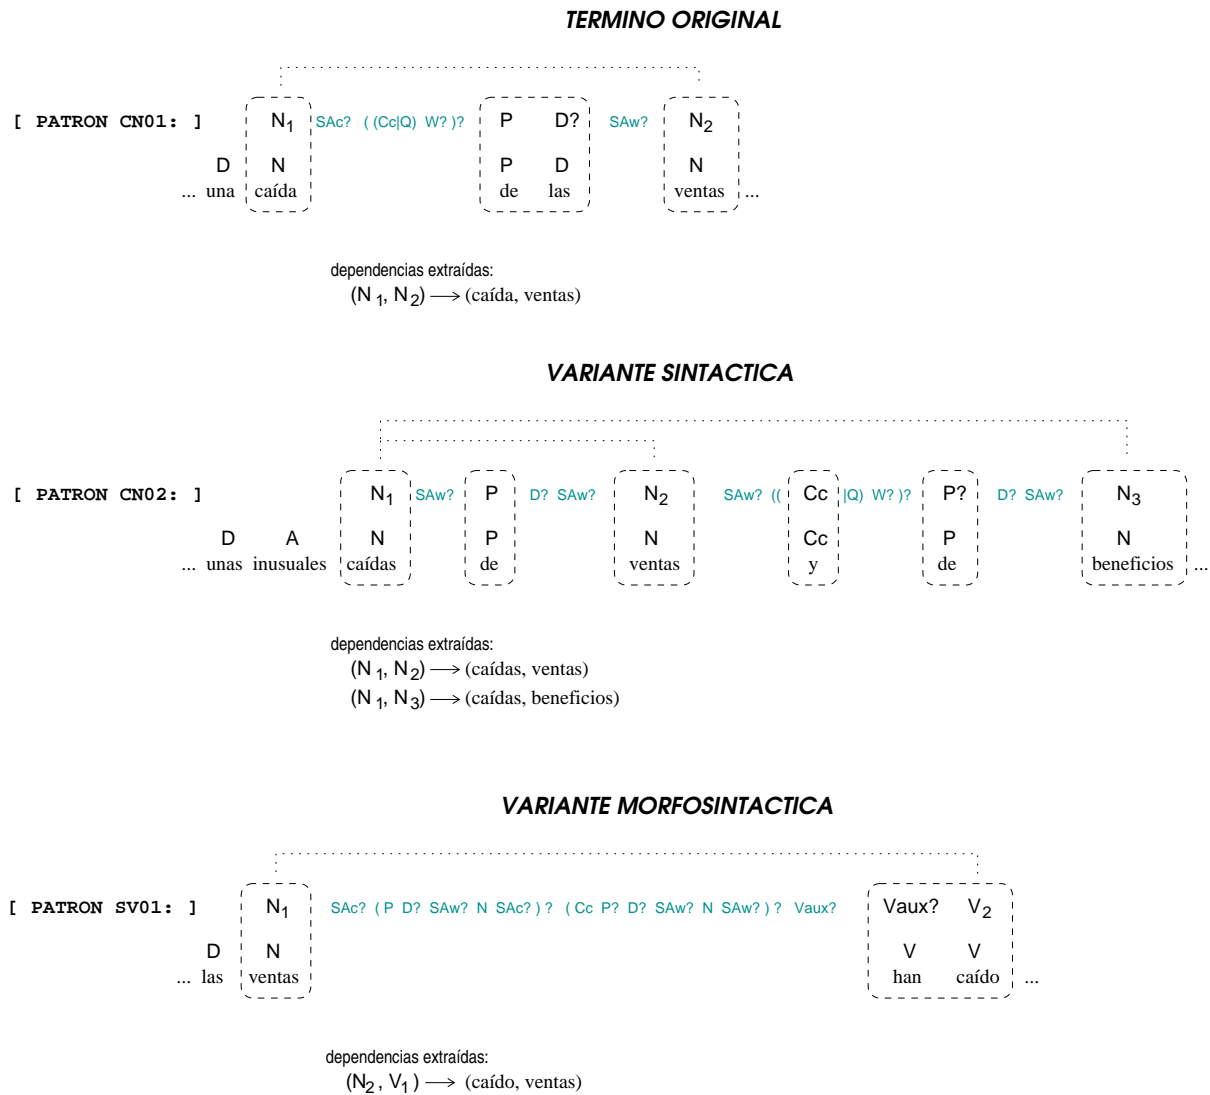 TERMINO ORIGINAL
[ PATRON CN01: ] N1 SAc? ( (Cc|Q) W? )? P D? SAw? N2
D N P D N
... una caída de las ventas ...
dependencias extraídas:
(N1, N2) → (caída, ventas)
VARIANTE SINTACTICA
[ PATRON CN02: ] N1 SAw? P D? SAw? N2 SAw? (( Cc |Q) W? )? P? D? SAw? N3
D A N P N Cc P N
... unas inusuales caídas de ventas y de beneficios ...
dependencias extraídas:
(N1, N2) → (caídas, ventas)
(N1, N3) → (caídas, beneficios)
VARIANTE MORFOSINTACTICA
[ PATRON SV01: ] N1 SAc? ( P D? SAw? N SAc? ) ? ( Cc P? D? SAw? N SAw? ) ? Vaux? Vaux? V2
D N V V
... las ventas han caído ...
dependencias extraídas:
(N2, V1) → (caído, ventas)